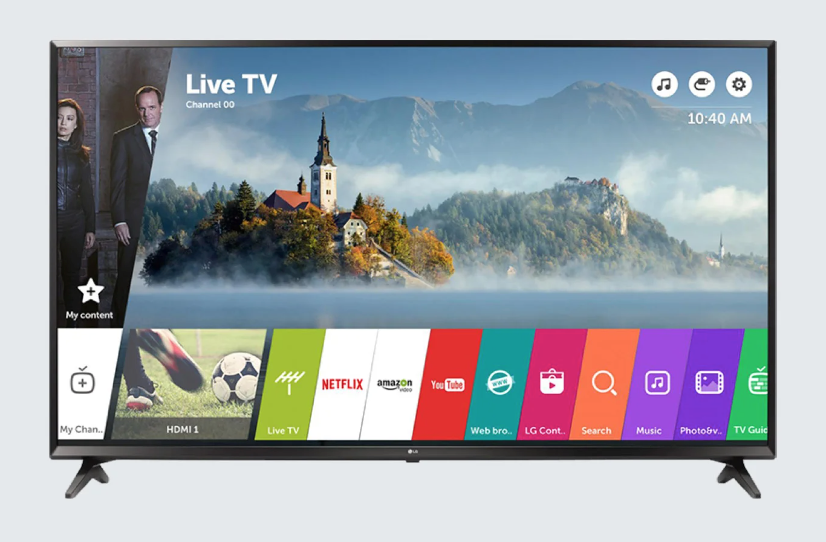 Live TV
Channel 00
10:40 AM
My content
My Chan..
HDMI 1
Live TV
NETFLIX
amazon
video
YouTube
www
Web bro..
LG Cont..
Search
Music
Photo&v..
TV Guid
LG